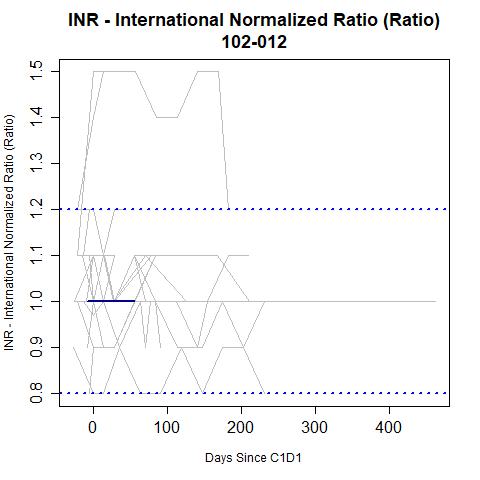 INR - International Normalized Ratio (Ratio)
102-012
INR - International Normalized Ratio (Ratio)
1.5
1.4
1.3
1.2
1.1
1.0
0.9
0.8
0 100 200 300 400
Days Since C1D1